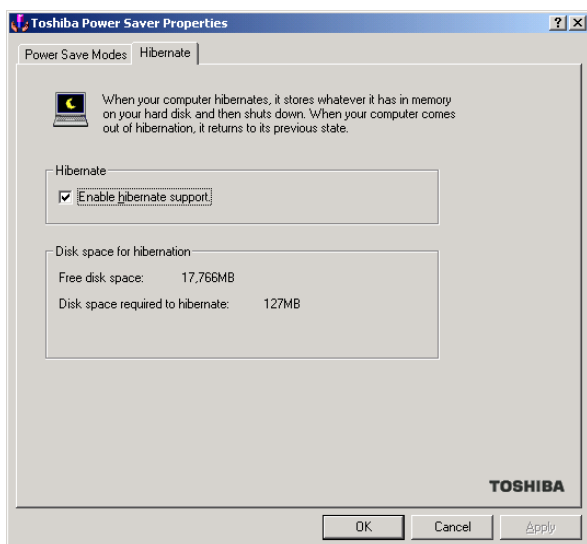 Toshiba Power Saver Properties
Power Save Modes Hibernate
When your computer hibernates, it stores whatever it has in memory
on your hard disk and then shuts down. When your computer comes
out of hibernation, it returns to its previous state.
Hibernate
Enable hibernate support.
Disk space for hibernation
Free disk space: 17,766MB
Disk space required to hibernate: 127MB
TOSHIBA
OK Cancel Apply